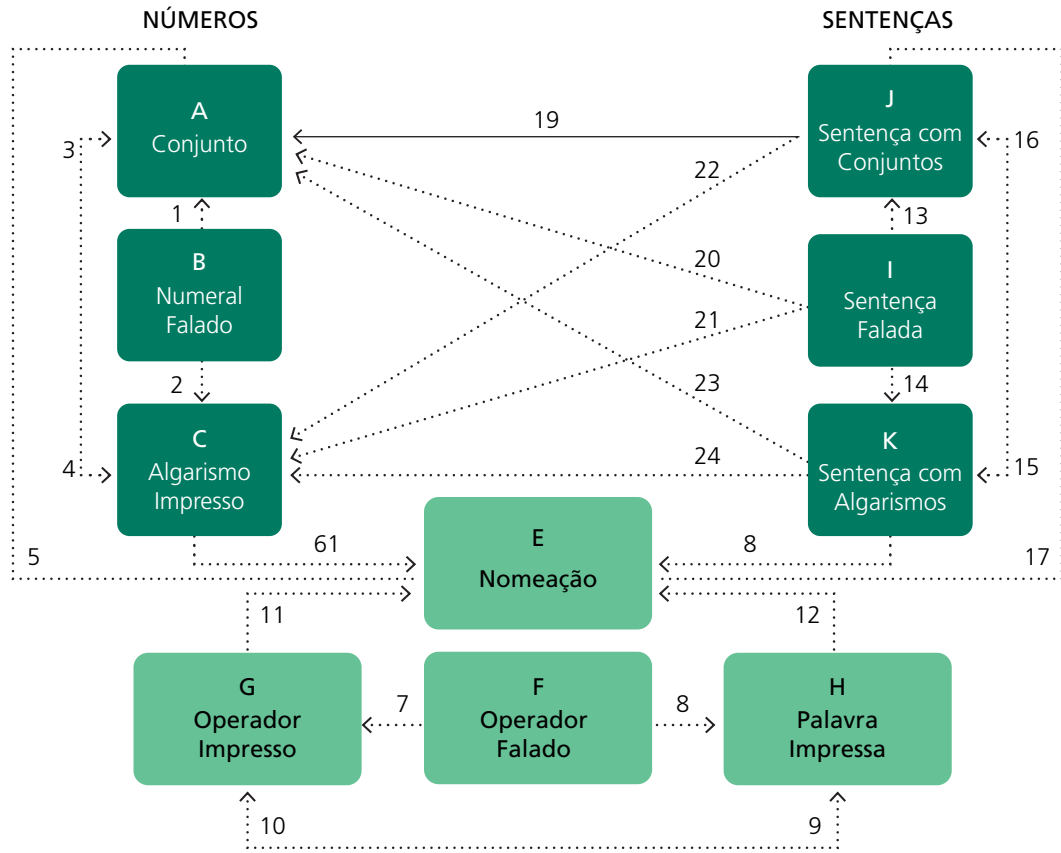 NÚMEROS
SENTENÇAS
A
Conjunto
J
Sentença com
Conjuntos
19
3
16
22
1
13
B
Numeral
Falado
I
Sentença
Falada
20
21
2
14
23
C
Algarismo
Impresso
K
Sentença com
Algarismos
4
24
15
61
8
E
Nomeação
5
17
11
12
G
Operador
Impresso
7
F
Operador
Falado
8
H
Palavra
Impressa
10
9